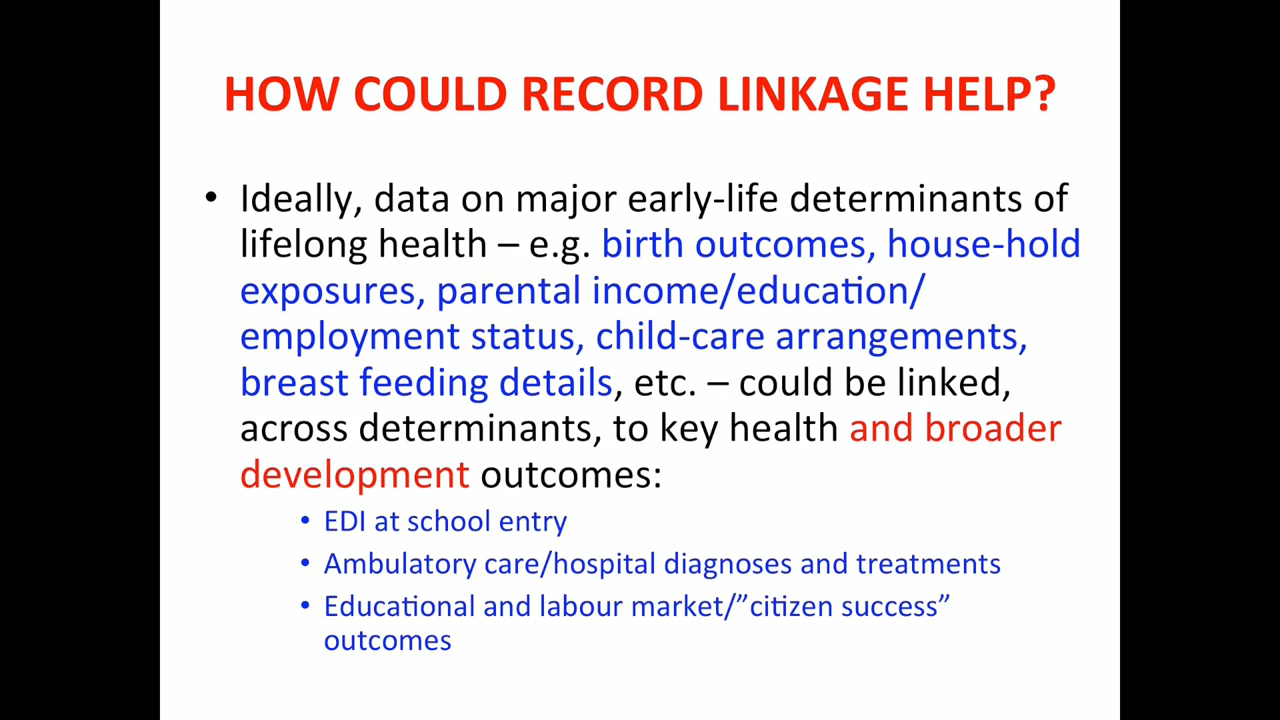 HOW COULD RECORD LINKAGE HELP?
• Ideally, data on major early-life determinants of
lifelong health – e.g. birth outcomes, house-hold
exposures, parental income/education/
employment status, child-care arrangements,
breast feeding details, etc. – could be linked,
across determinants, to key health and broader
development outcomes:
• EDI at school entry
• Ambulatory care/hospital diagnoses and treatments
• Educational and labour market/”citizen success”
outcomes